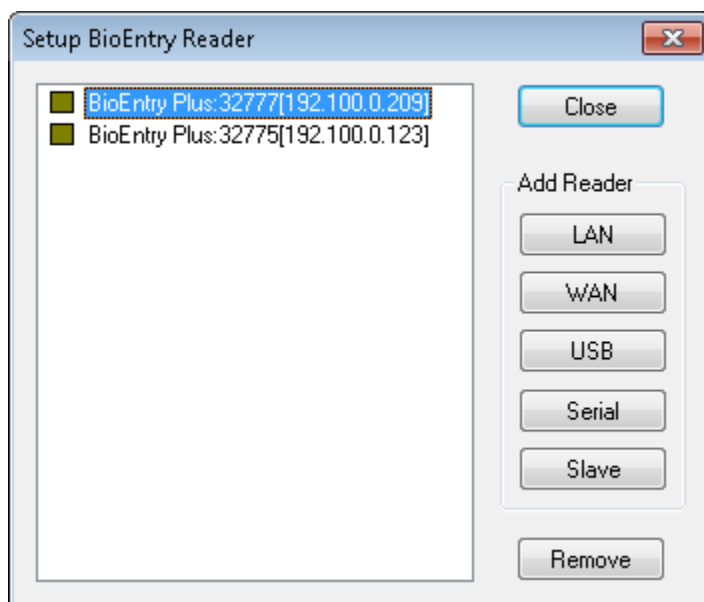 Setup BioEntry Reader
BioEntry Plus:32777[192.100.0.209]
BioEntry Plus:32775[192.100.0.123]
Close
Add Reader
LAN
WAN
USB
Serial
Slave
Remove